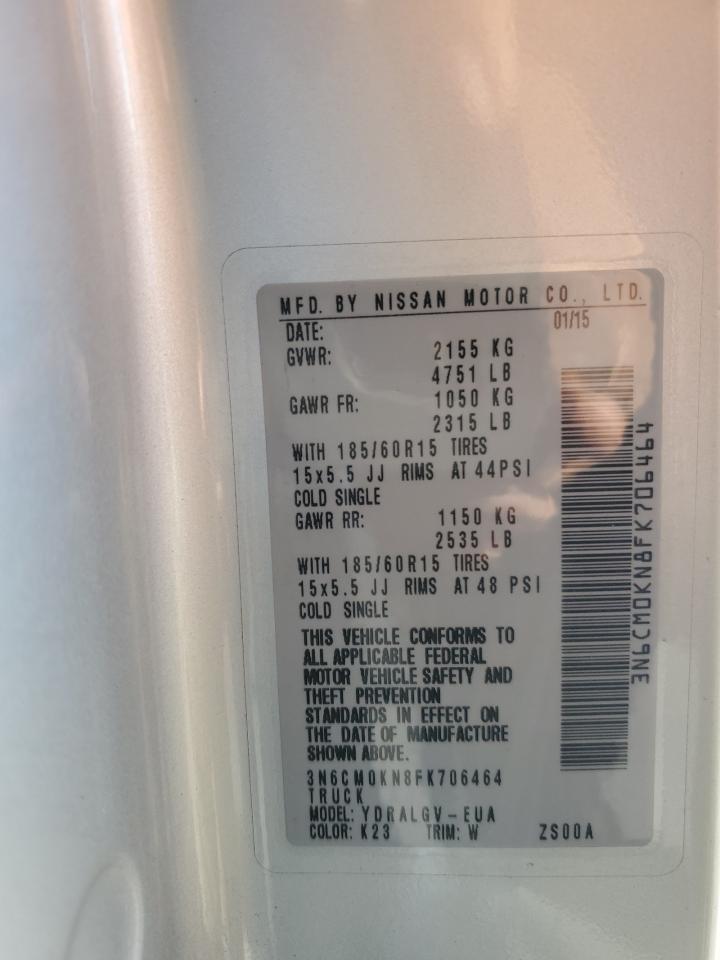 MFD. BY NISSAN MOTOR CO., LTD.
DATE: 01/15
GVWR: 2155 KG
4751 LB
GAWR FR: 1050 KG
2315 LB
WITH 185/60R15 TIRES
15x5.5 JJ RIMS AT 44PSI
COLD SINGLE
GAWR RR: 1150 KG
2535 LB
WITH 185/60R15 TIRES
15x5.5 JJ RIMS AT 48 PSI
COLD SINGLE
THIS VEHICLE CONFORMS TO
ALL APPLICABLE FEDERAL
MOTOR VEHICLE SAFETY AND
THEFT PREVENTION
STANDARDS IN EFFECT ON
THE DATE OF MANUFACTURE
SHOWN ABOVE.
3N6CM0KN8FK706464
TRUCK
MODEL: YDRALGV-EUA
COLOR: K23 TRIM: W ZS00A
3N6CM0KN8FK706464